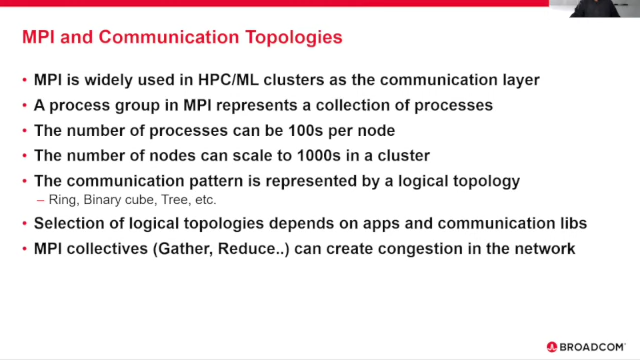 MPI and Communication Topologies
• MPI is widely used in HPC/ML clusters as the communication layer
• A process group in MPI represents a collection of processes
• The number of processes can be 100s per node
• The number of nodes can scale to 1000s in a cluster
• The communication pattern is represented by a logical topology
– Ring, Binary cube, Tree, etc.
• Selection of logical topologies depends on apps and communication libs
• MPI collectives (Gather, Reduce..) can create congestion in the network
BROADCOM